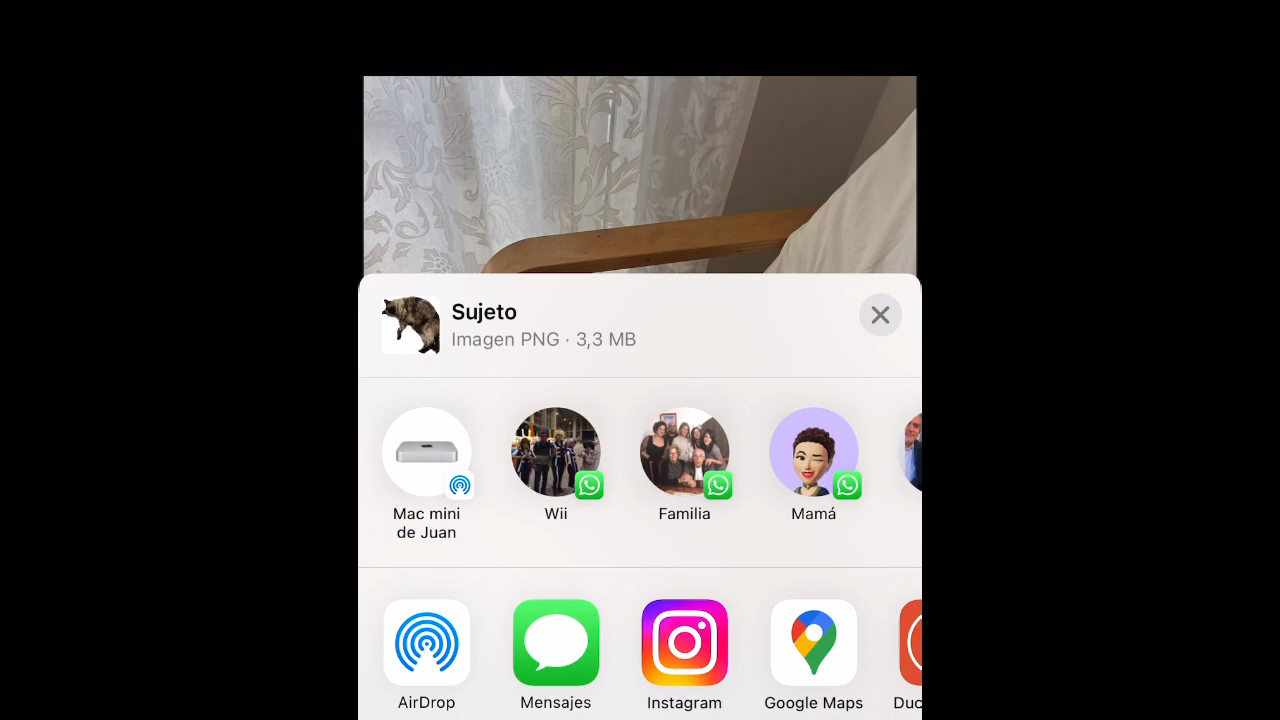 Sujeto
Imagen PNG · 3,3 MB
Mac mini
de Juan
Wii
Familia
Mamá
AirDrop
Mensajes
Instagram
Google Maps
Duc